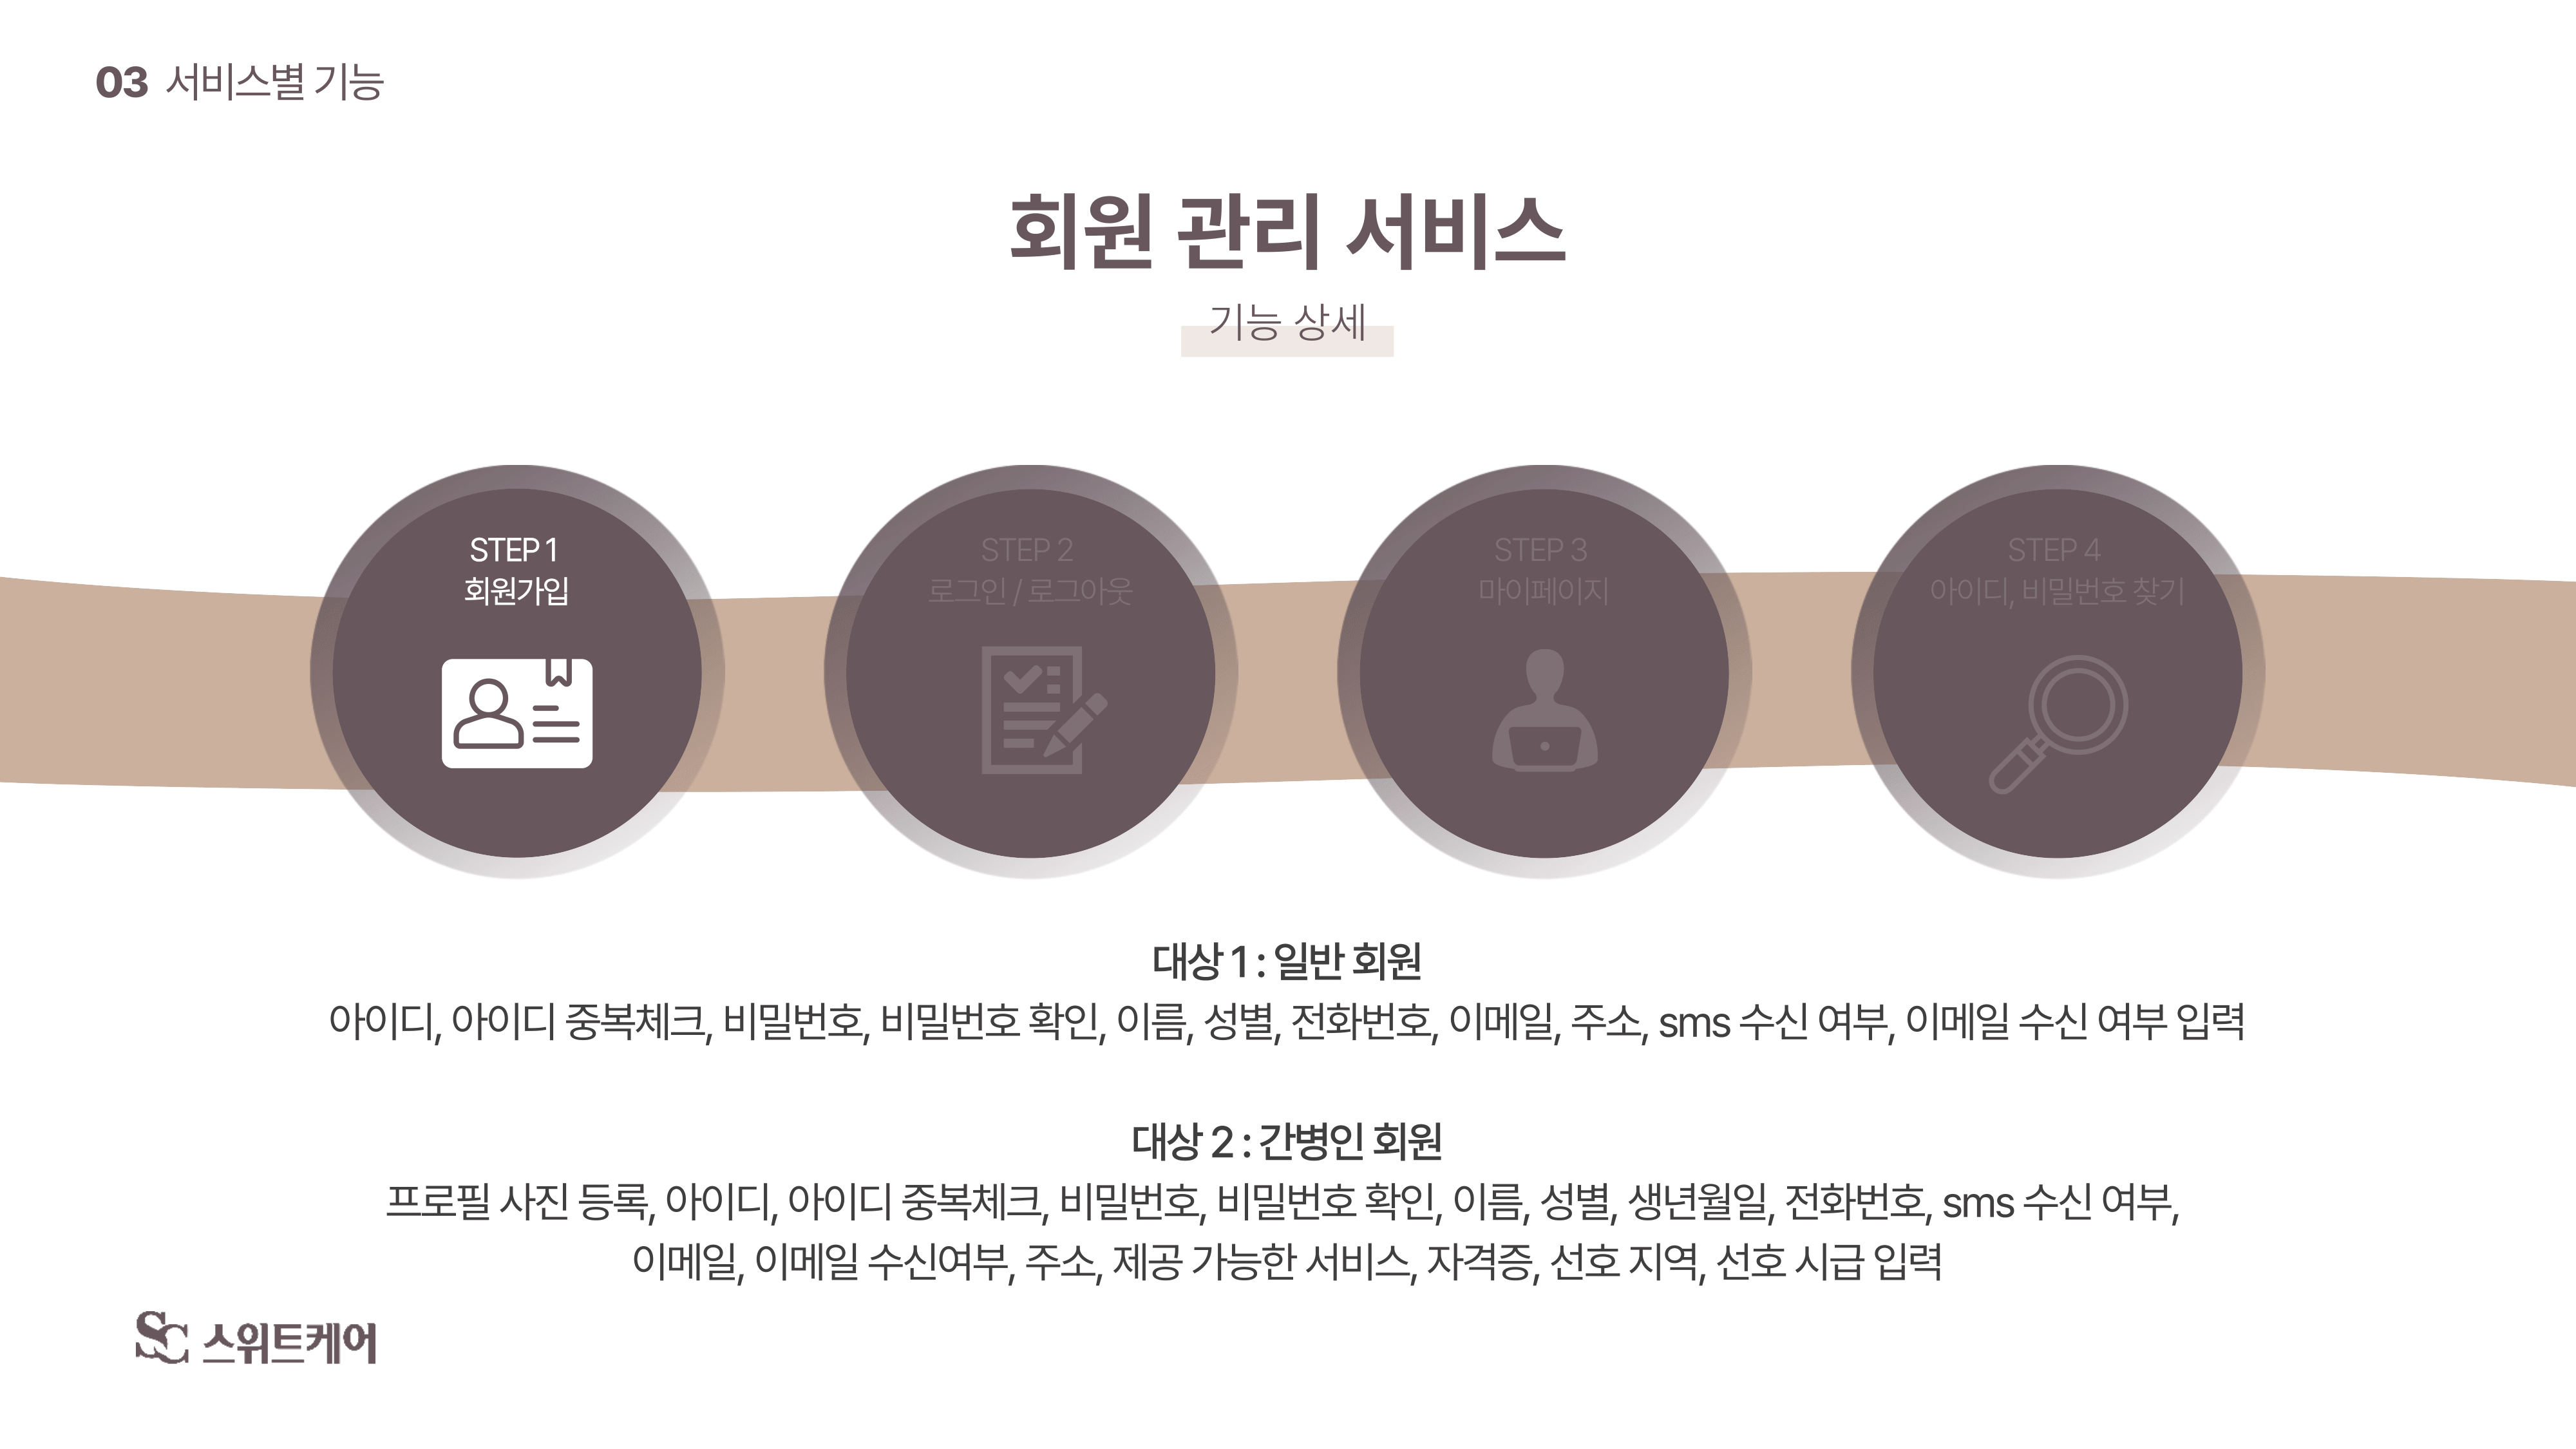 03 서비스별 기능
회원 관리 서비스
기능 상세
STEP 1
회원가입
STEP 2
로그인 / 로그아웃
STEP 3
마이페이지
STEP 4
아이디, 비밀번호 찾기
대상 1 : 일반 회원
아이디, 아이디 중복체크, 비밀번호, 비밀번호 확인, 이름, 성별, 전화번호, 이메일, 주소, sms 수신 여부, 이메일 수신 여부 입력
대상 2 : 간병인 회원
프로필 사진 등록, 아이디, 아이디 중복체크, 비밀번호, 비밀번호 확인, 이름, 성별, 생년월일, 전화번호, sms 수신 여부,
이메일, 이메일 수신여부, 주소, 제공 가능한 서비스, 자격증, 선호 지역, 선호 시급 입력
SC 스위트케어